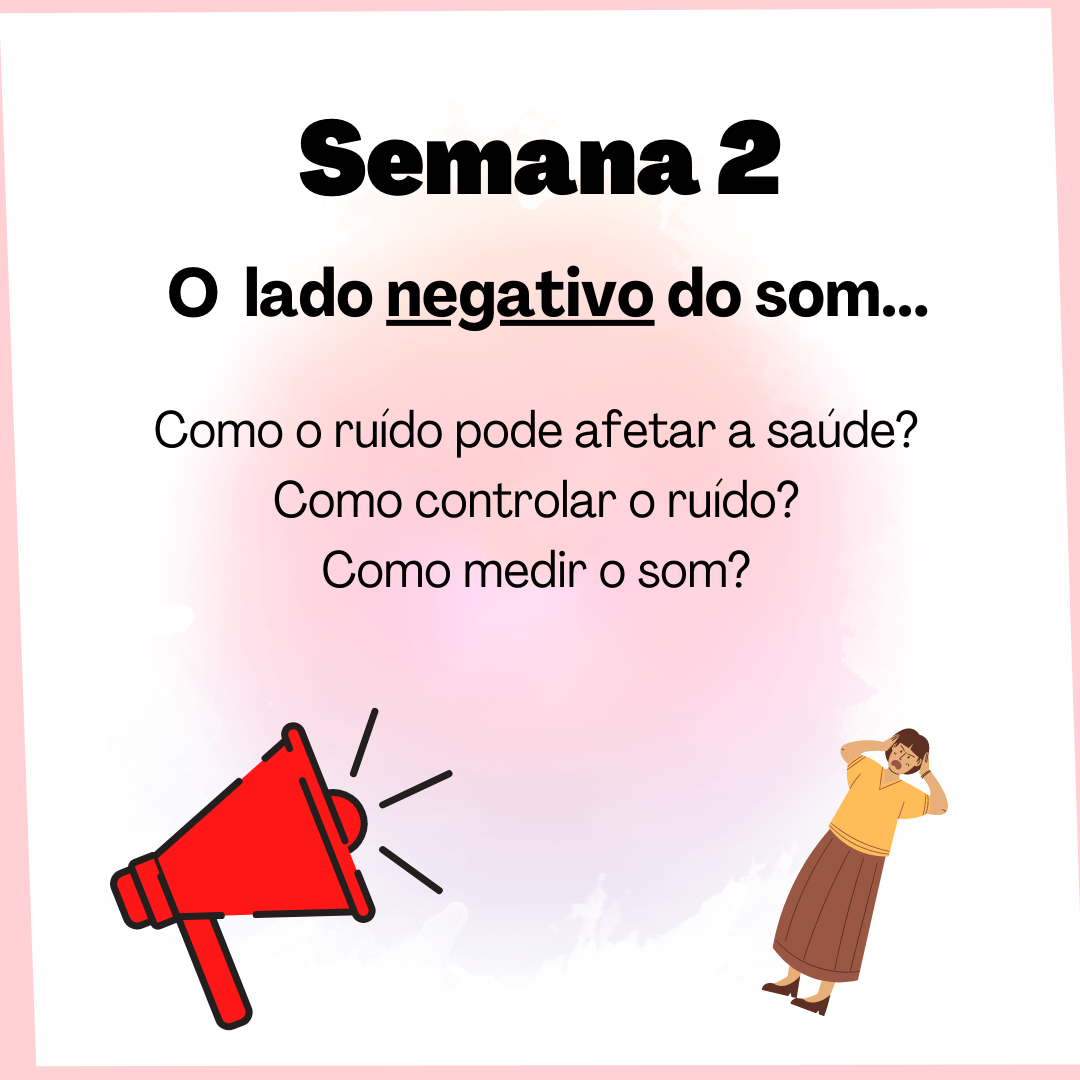 Semana 2
O lado negativo do som...
Como o ruído pode afetar a saúde?
Como controlar o ruído?
Como medir o som?